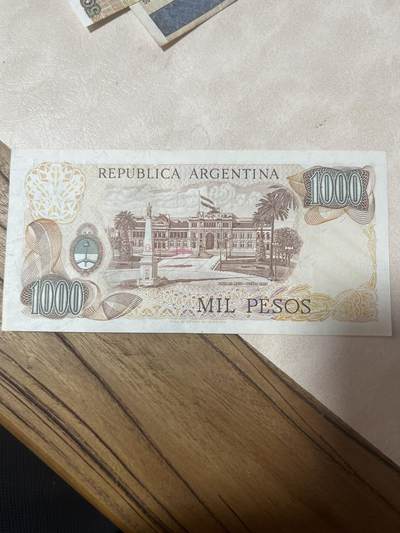 REPUBLICA ARGENTINA
1000
1000
MIL PESOS